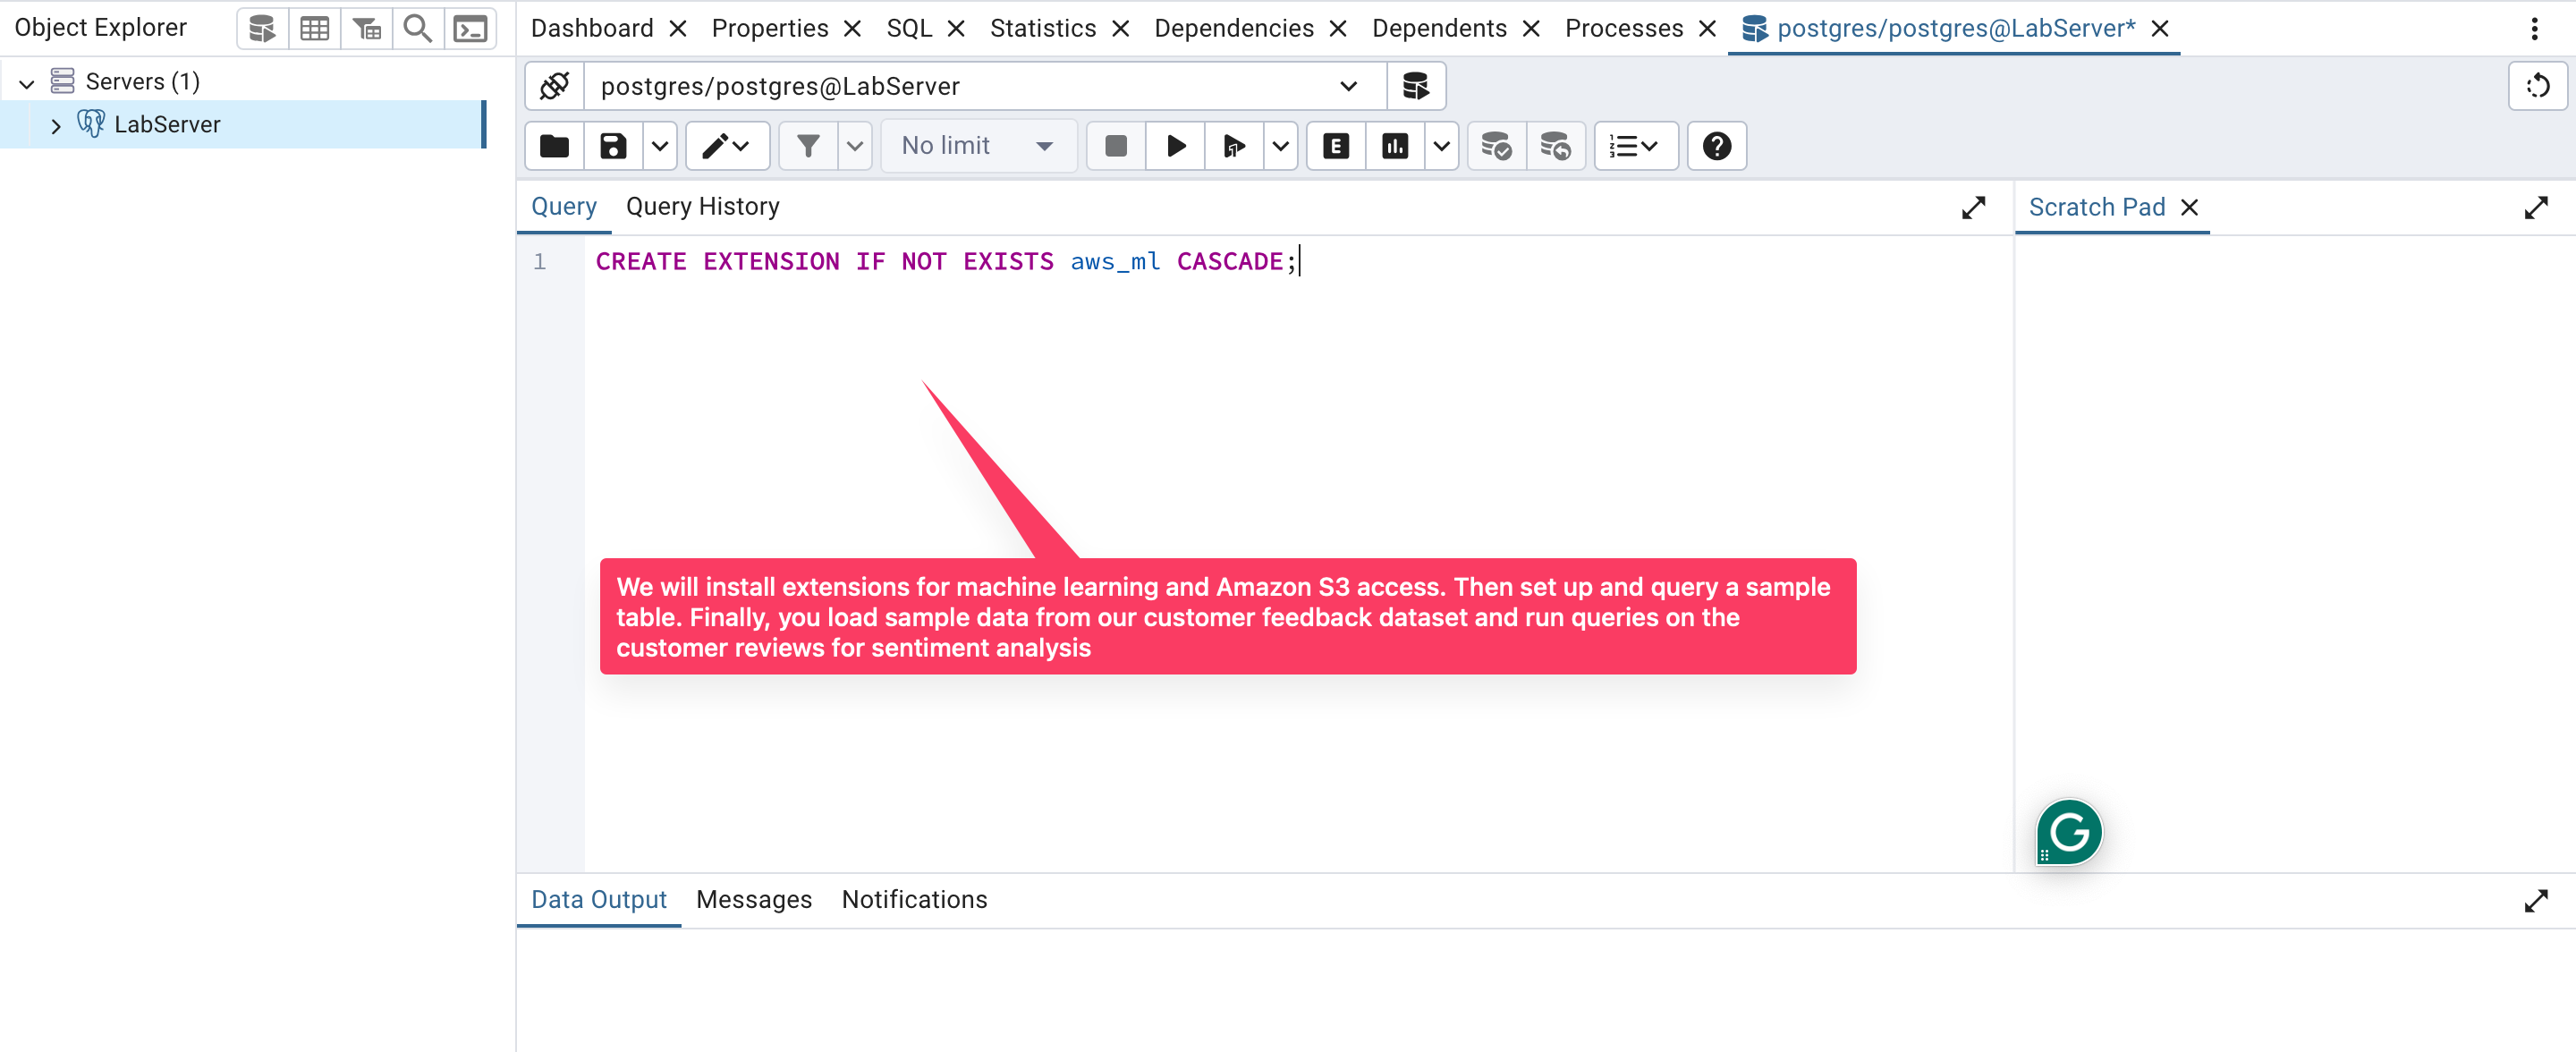 Object Explorer
Dashboard Properties SQL Statistics Dependencies Dependents Processes postgres/postgres@LabServer*
Servers (1)
LabServer
postgres/postgres@LabServer
No limit
E
Query Query History
Scratch Pad
1 CREATE EXTENSION IF NOT EXISTS aws_ml CASCADE;
We will install extensions for machine learning and Amazon S3 access. Then set up and query a sample
table. Finally, you load sample data from our customer feedback dataset and run queries on the
customer reviews for sentiment analysis
Data Output Messages Notifications